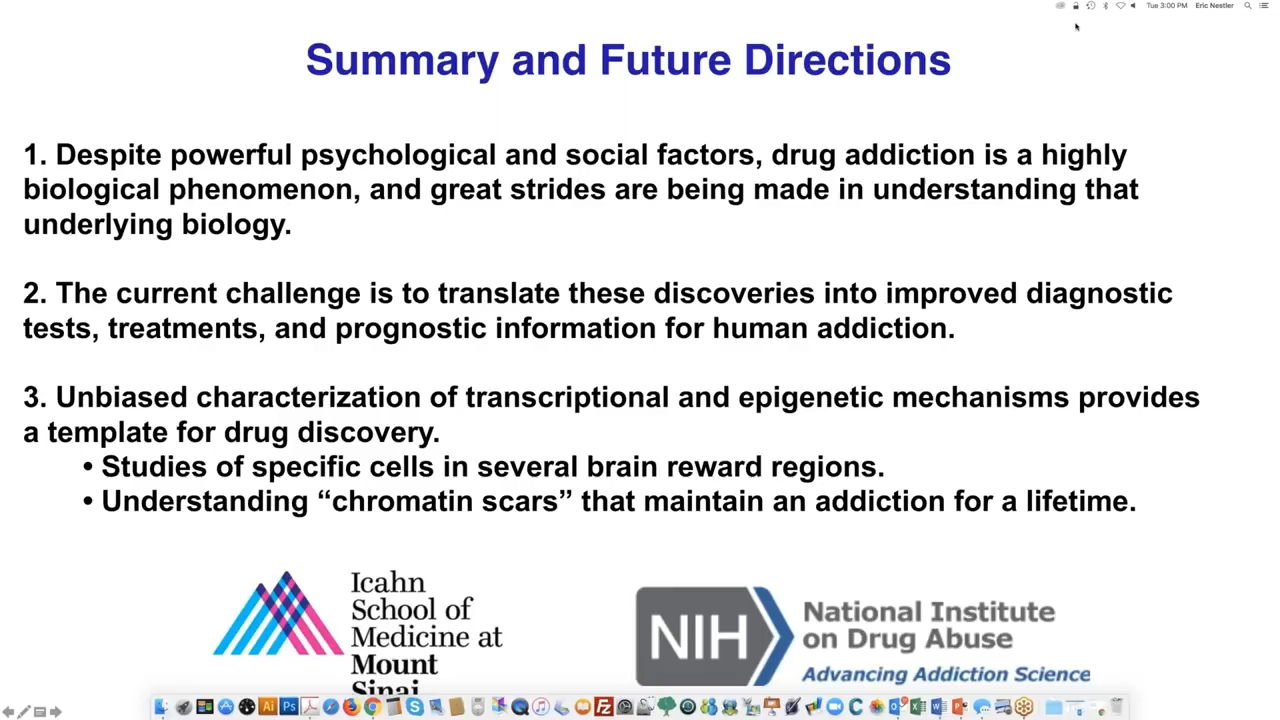 Tue 3:00 PM Eric Nestler
Summary and Future Directions
1. Despite powerful psychological and social factors, drug addiction is a highly
biological phenomenon, and great strides are being made in understanding that
underlying biology.
2. The current challenge is to translate these discoveries into improved diagnostic
tests, treatments, and prognostic information for human addiction.
3. Unbiased characterization of transcriptional and epigenetic mechanisms provides
a template for drug discovery.
• Studies of specific cells in several brain reward regions.
• Understanding “chromatin scars” that maintain an addiction for a lifetime.
Icahn
School of
Medicine at
Mount
Sinai
NIH
National Institute
on Drug Abuse
Advancing Addiction Science
Ai Ps